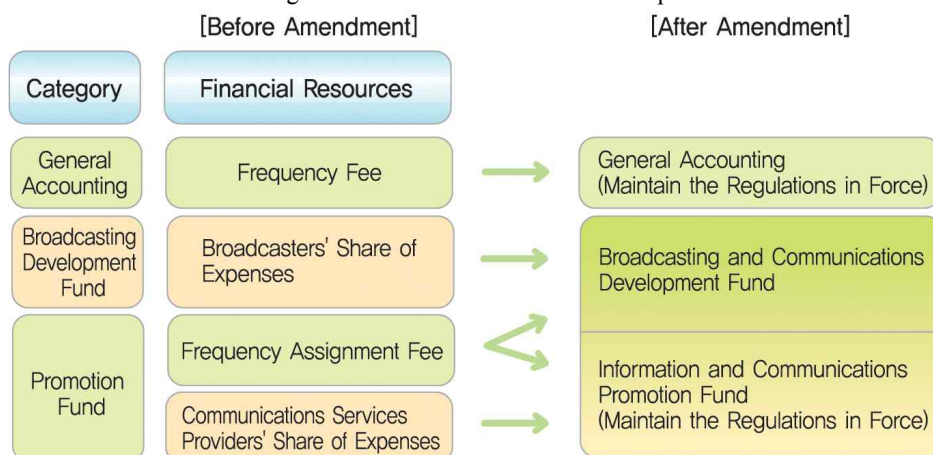 [Before Amendment]
[After Amendment]
Category
Financial Resources
General
Accounting
Frequency Fee
General Accounting
(Maintain the Regulations in Force)
Broadcasting
Development
Fund
Broadcasters' Share of
Expenses
Broadcasting and Communications
Development Fund
Promotion
Fund
Frequency Assignment Fee
Communications Services
Providers' Share of Expenses
Information and Communications
Promotion Fund
(Maintain the Regulations in Force)